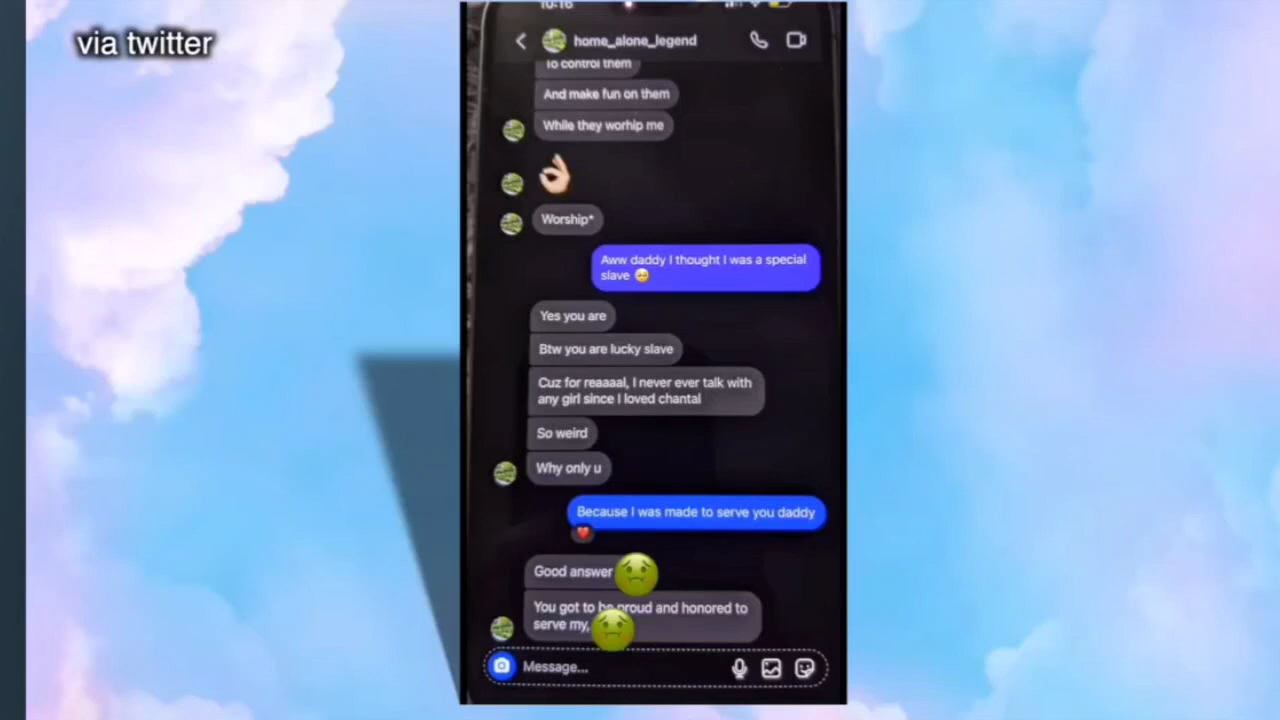 via twitter
10:16
home_alone_legend
To control them
And make fun on them
While they worhip me
Worship*
Aww daddy I thought I was a special
slave
Yes you are
Btw you are lucky slave
Cuz for reaaaal, I never ever talk with
any girl since I loved chantal
So weird
Why only u
Because I was made to serve you daddy
Good answer
You got to be proud and honored to
serve my,
Message...